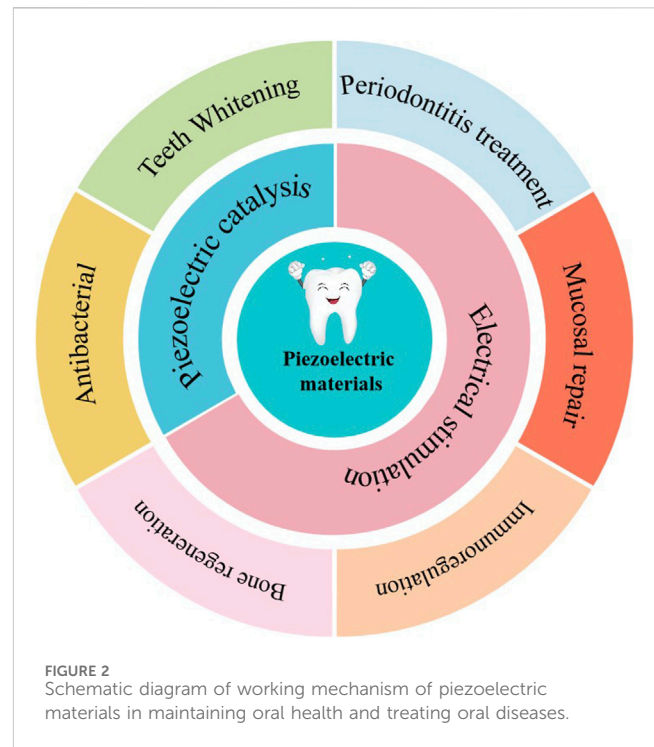 Teeth Whitening
Periodontitis treatment
Mucosal repair
Immunoregulation
Bone regeneration
Antibacterial
Piezoelectric catalysis
Electrical stimulation
Piezoelectric
materials
FIGURE 2
Schematic diagram of working mechanism of piezoelectric
materials in maintaining oral health and treating oral diseases.